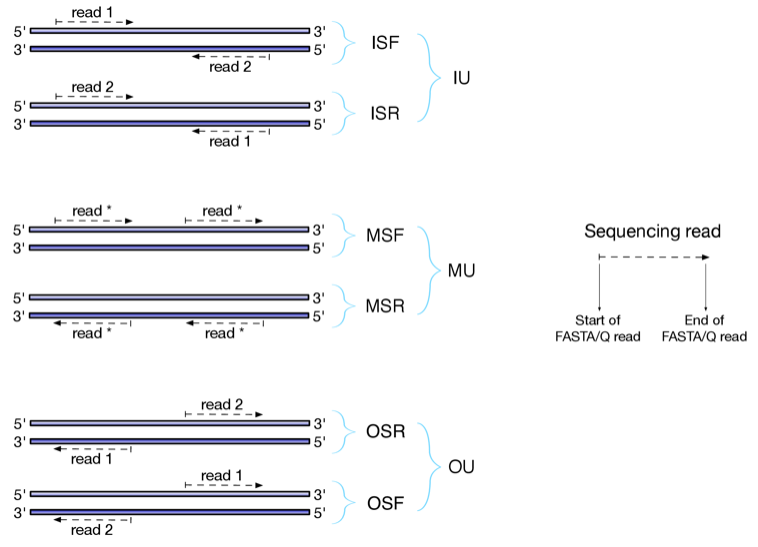 read 1
5' 3' ISF
3' 5'
read 2
IU
read 2
5' 3' ISR
3' 5'
read 1
read * read *
5' 3' MSF
3' 5'
MU
5' 3' MSR
3' 5'
read * read *
Sequencing read
Start of FASTA/Q read
End of FASTA/Q read
read 2
5' 3' OSR
3' 5'
read 1
OU
read 1
5' 3' OSF
3' 5'
read 2